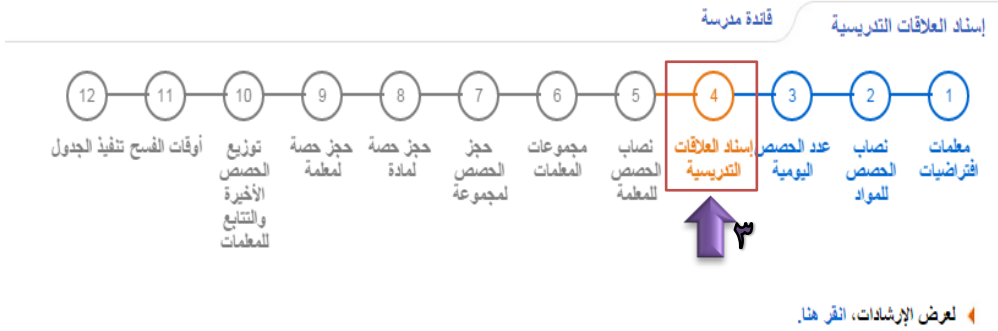 إسناد العلاقات التدريسية
قائدة مدرسة
1
2
3
4
5
6
7
8
9
10
11
12
معلمات افتراضيات
نصاب الحصص للمواد
عدد الحصص اليومية
إسناد العلاقات التدريسية
نصاب الحصص للمعلمة
مجموعات المعلمات
حجز الحصص لمجموعة
حجز حصة لمادة
حجز حصة لمعلمة
توزيع الحصص الأخيرة والتتابع للمعلمات
أوقات الفسح
تنفيذ الجدول
٣
لعرض الإرشادات، انقر هنا.